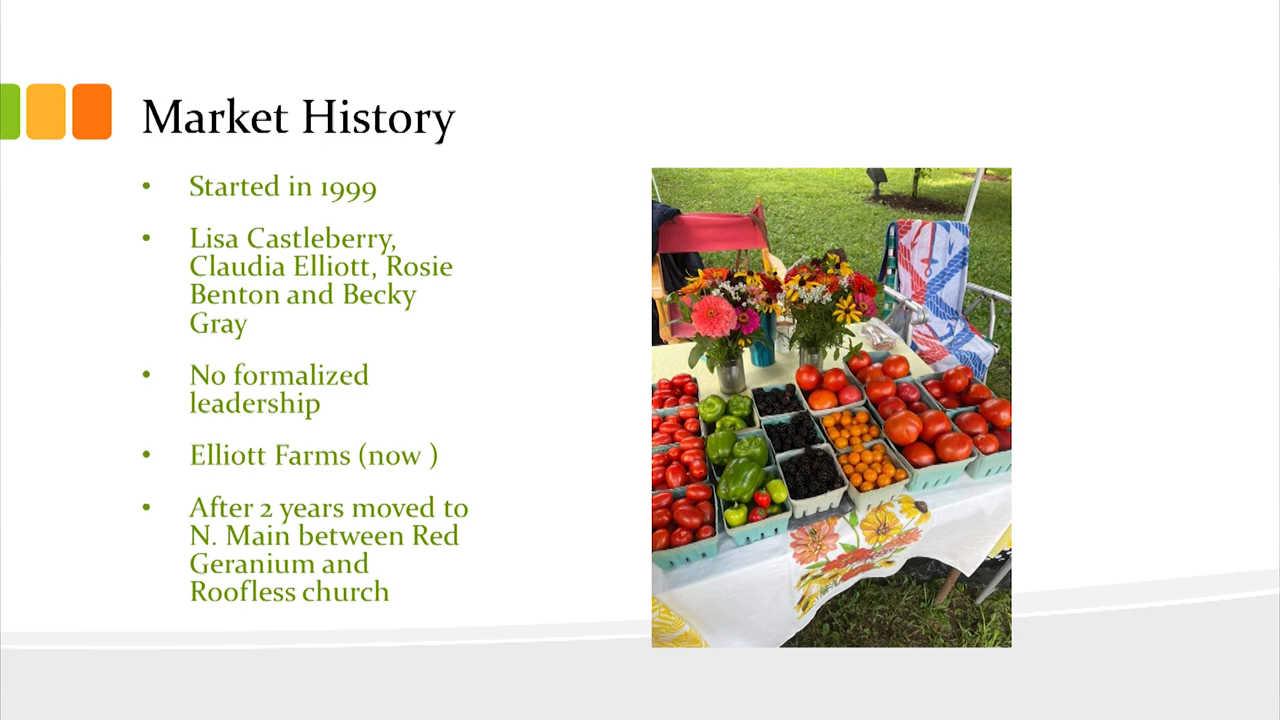 Market History
• Started in 1999
• Lisa Castleberry,
Claudia Elliott, Rosie
Benton and Becky
Gray
• No formalized
leadership
• Elliott Farms (now )
• After 2 years moved to
N. Main between Red
Geranium and
Roofless church